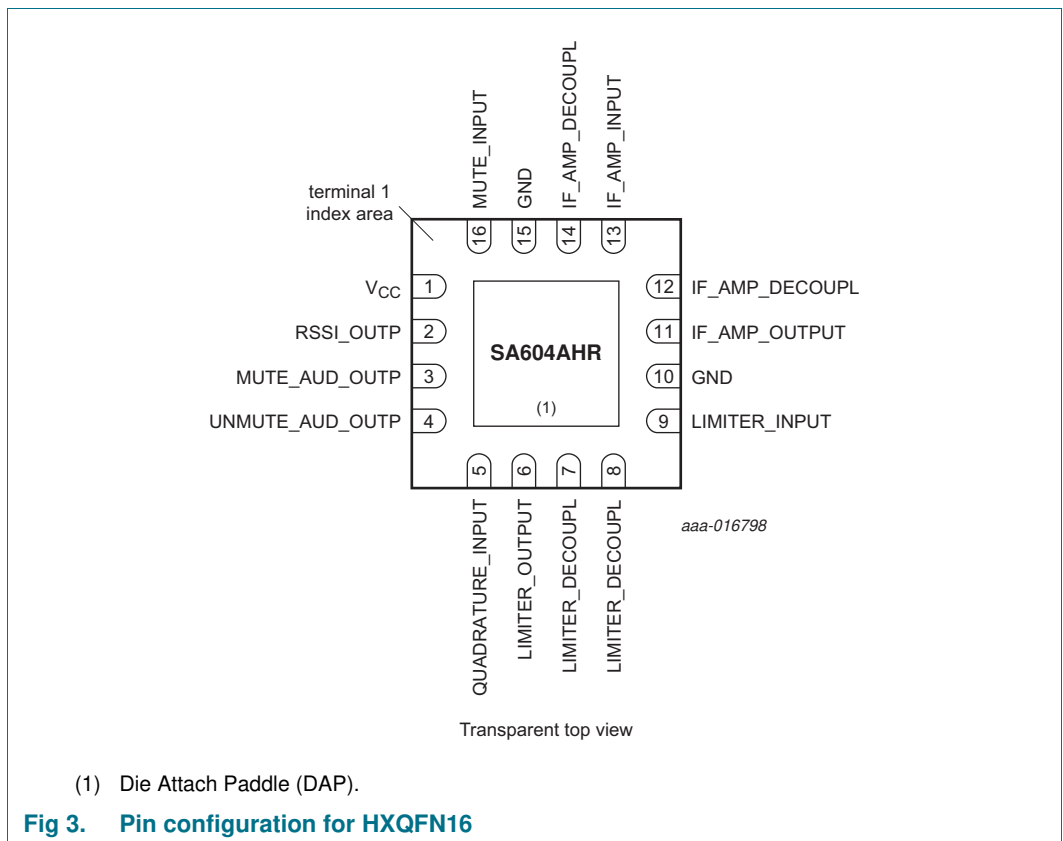 MUTE_INPUT
GND
IF_AMP_DECOUPL
IF_AMP_INPUT
terminal 1
index area
16
15
14
13
VCC 1
12 IF_AMP_DECOUPL
RSSI_OUTP 2
11 IF_AMP_OUTPUT
SA604AHR
MUTE_AUD_OUTP 3
10 GND
(1)
UNMUTE_AUD_OUTP 4
9 LIMITER_INPUT
5
6
7
8
QUADRATURE_INPUT
LIMITER_OUTPUT
LIMITER_DECOUPL
LIMITER_DECOUPL
aaa-016798
Transparent top view
(1) Die Attach Paddle (DAP).
Fig 3. Pin configuration for HXQFN16